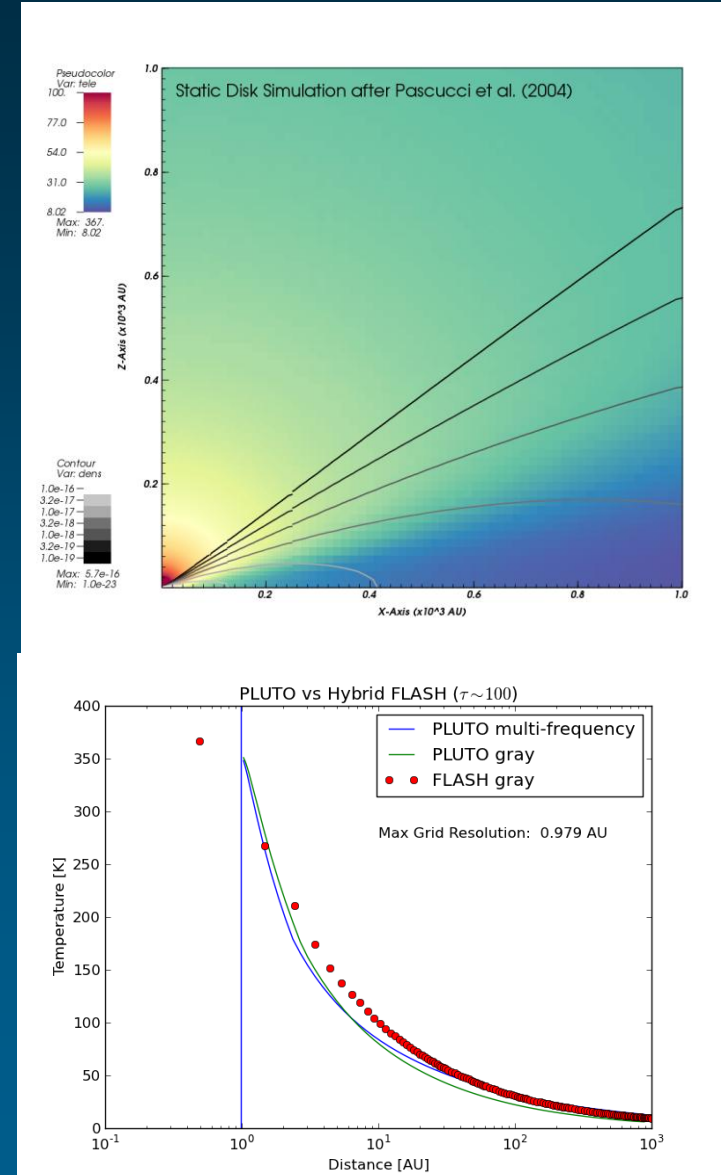 Pseudocolor
Var: tele
100.
77.0
54.0
31.0
8.02
Max: 367.
Min: 8.02
Static Disk Simulation after Pascucci et al. (2004)
1.0
0.8
0.6
0.4
0.2
Z-Axis (x10^3 AU)
Contour
Var: dens
1.0e-16
3.2e-17
1.0e-17
3.2e-18
1.0e-18
3.2e-19
1.0e-19
Max: 5.7e-16
Min: 1.0e-23
0.2 0.4 0.6 0.8 1.0
X-Axis (x10^3 AU)
PLUTO vs Hybrid FLASH (τ~100)
400
350
300
250
200
150
100
50
0
Temperature [K]
PLUTO multi-frequency
PLUTO gray
FLASH gray
Max Grid Resolution: 0.979 AU
10⁻¹ 10⁰ 10¹ 10² 10³
Distance [AU]